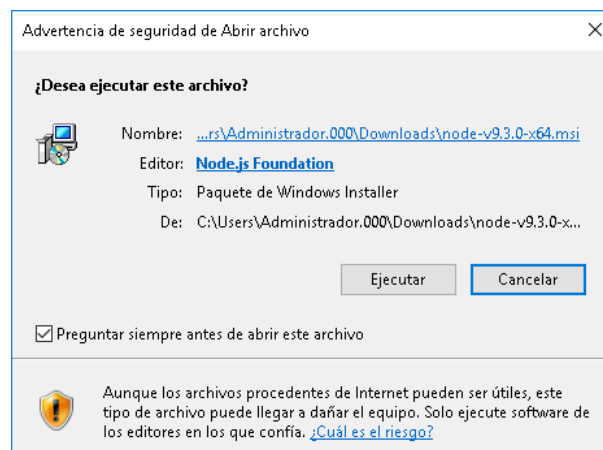 Advertencia de seguridad de Abrir archivo
¿Desea ejecutar este archivo?
Nombre: ...rs\Administrador.000\Downloads\node-v9.3.0-x64.msi
Editor: Node.js Foundation
Tipo: Paquete de Windows Installer
De: C:\Users\Administrador.000\Downloads\node-v9.3.0-x...
Ejecutar Cancelar
Preguntar siempre antes de abrir este archivo
Aunque los archivos procedentes de Internet pueden ser útiles, este
tipo de archivo puede llegar a dañar el equipo. Solo ejecute software de
los editores en los que confía. ¿Cuál es el riesgo?